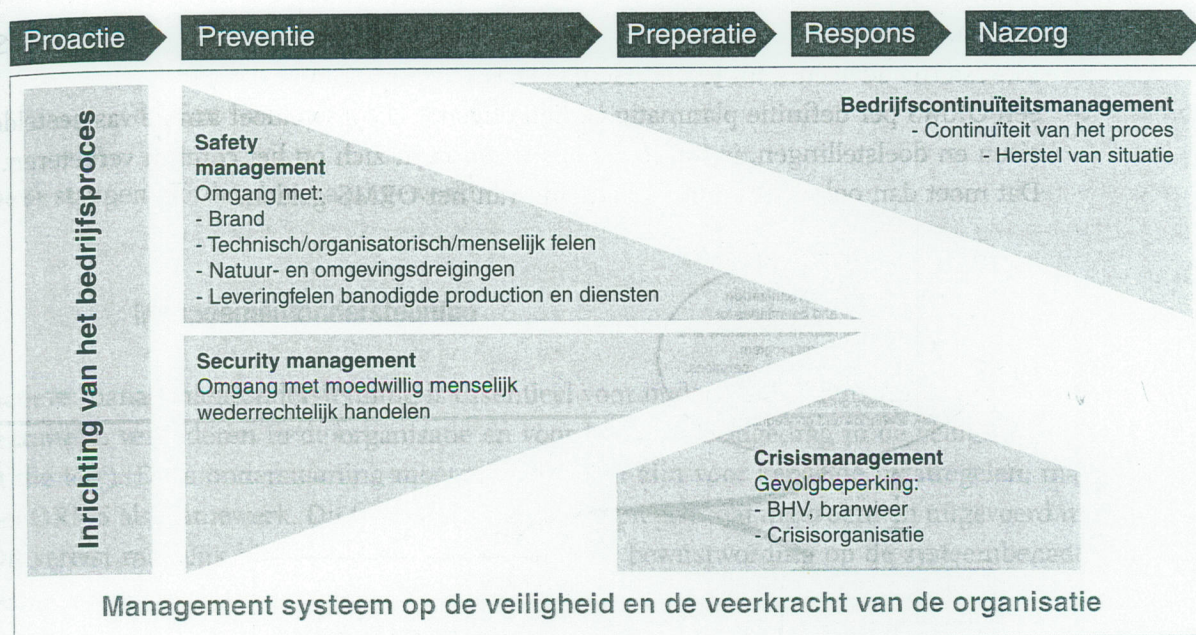 Proactie
Preventie
Preperatie
Respons
Nazorg
Inrichting van het bedrijfsproces
Safety
management
Omgang met:
- Brand
- Technisch/organisatorisch/menselijk felen
- Natuur- en omgevingsdreigingen
- Leveringfelen banodigde production en diensten
Security management
Omgang met moedwillig menselijk
wederrechtelijk handelen
Bedrijfscontinuïteitsmanagement
- Continuïteit van het proces
- Herstel van situatie
Crisismanagement
Gevolgbeperking:
- BHV, branweer
- Crisisorganisatie
Management systeem op de veiligheid en de veerkracht van de organisatie